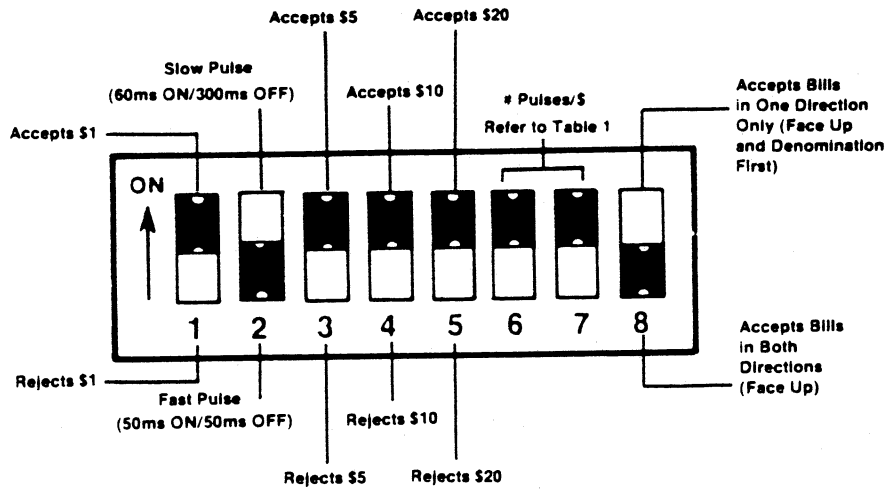 Accepts $5
Accepts $20
Slow Pulse
(60ms ON/300ms OFF)
Accepts $10
# Pulses/$
Refer to Table 1
Accepts Bills
in One Direction
Only (Face Up
and Denomination
First)
Accepts $1
ON
1 2 3 4 5 6 7 8
Rejects $1
Fast Pulse
(50ms ON/50ms OFF)
Rejects $10
Rejects $5
Rejects $20
Accepts Bills
in Both
Directions
(Face Up)